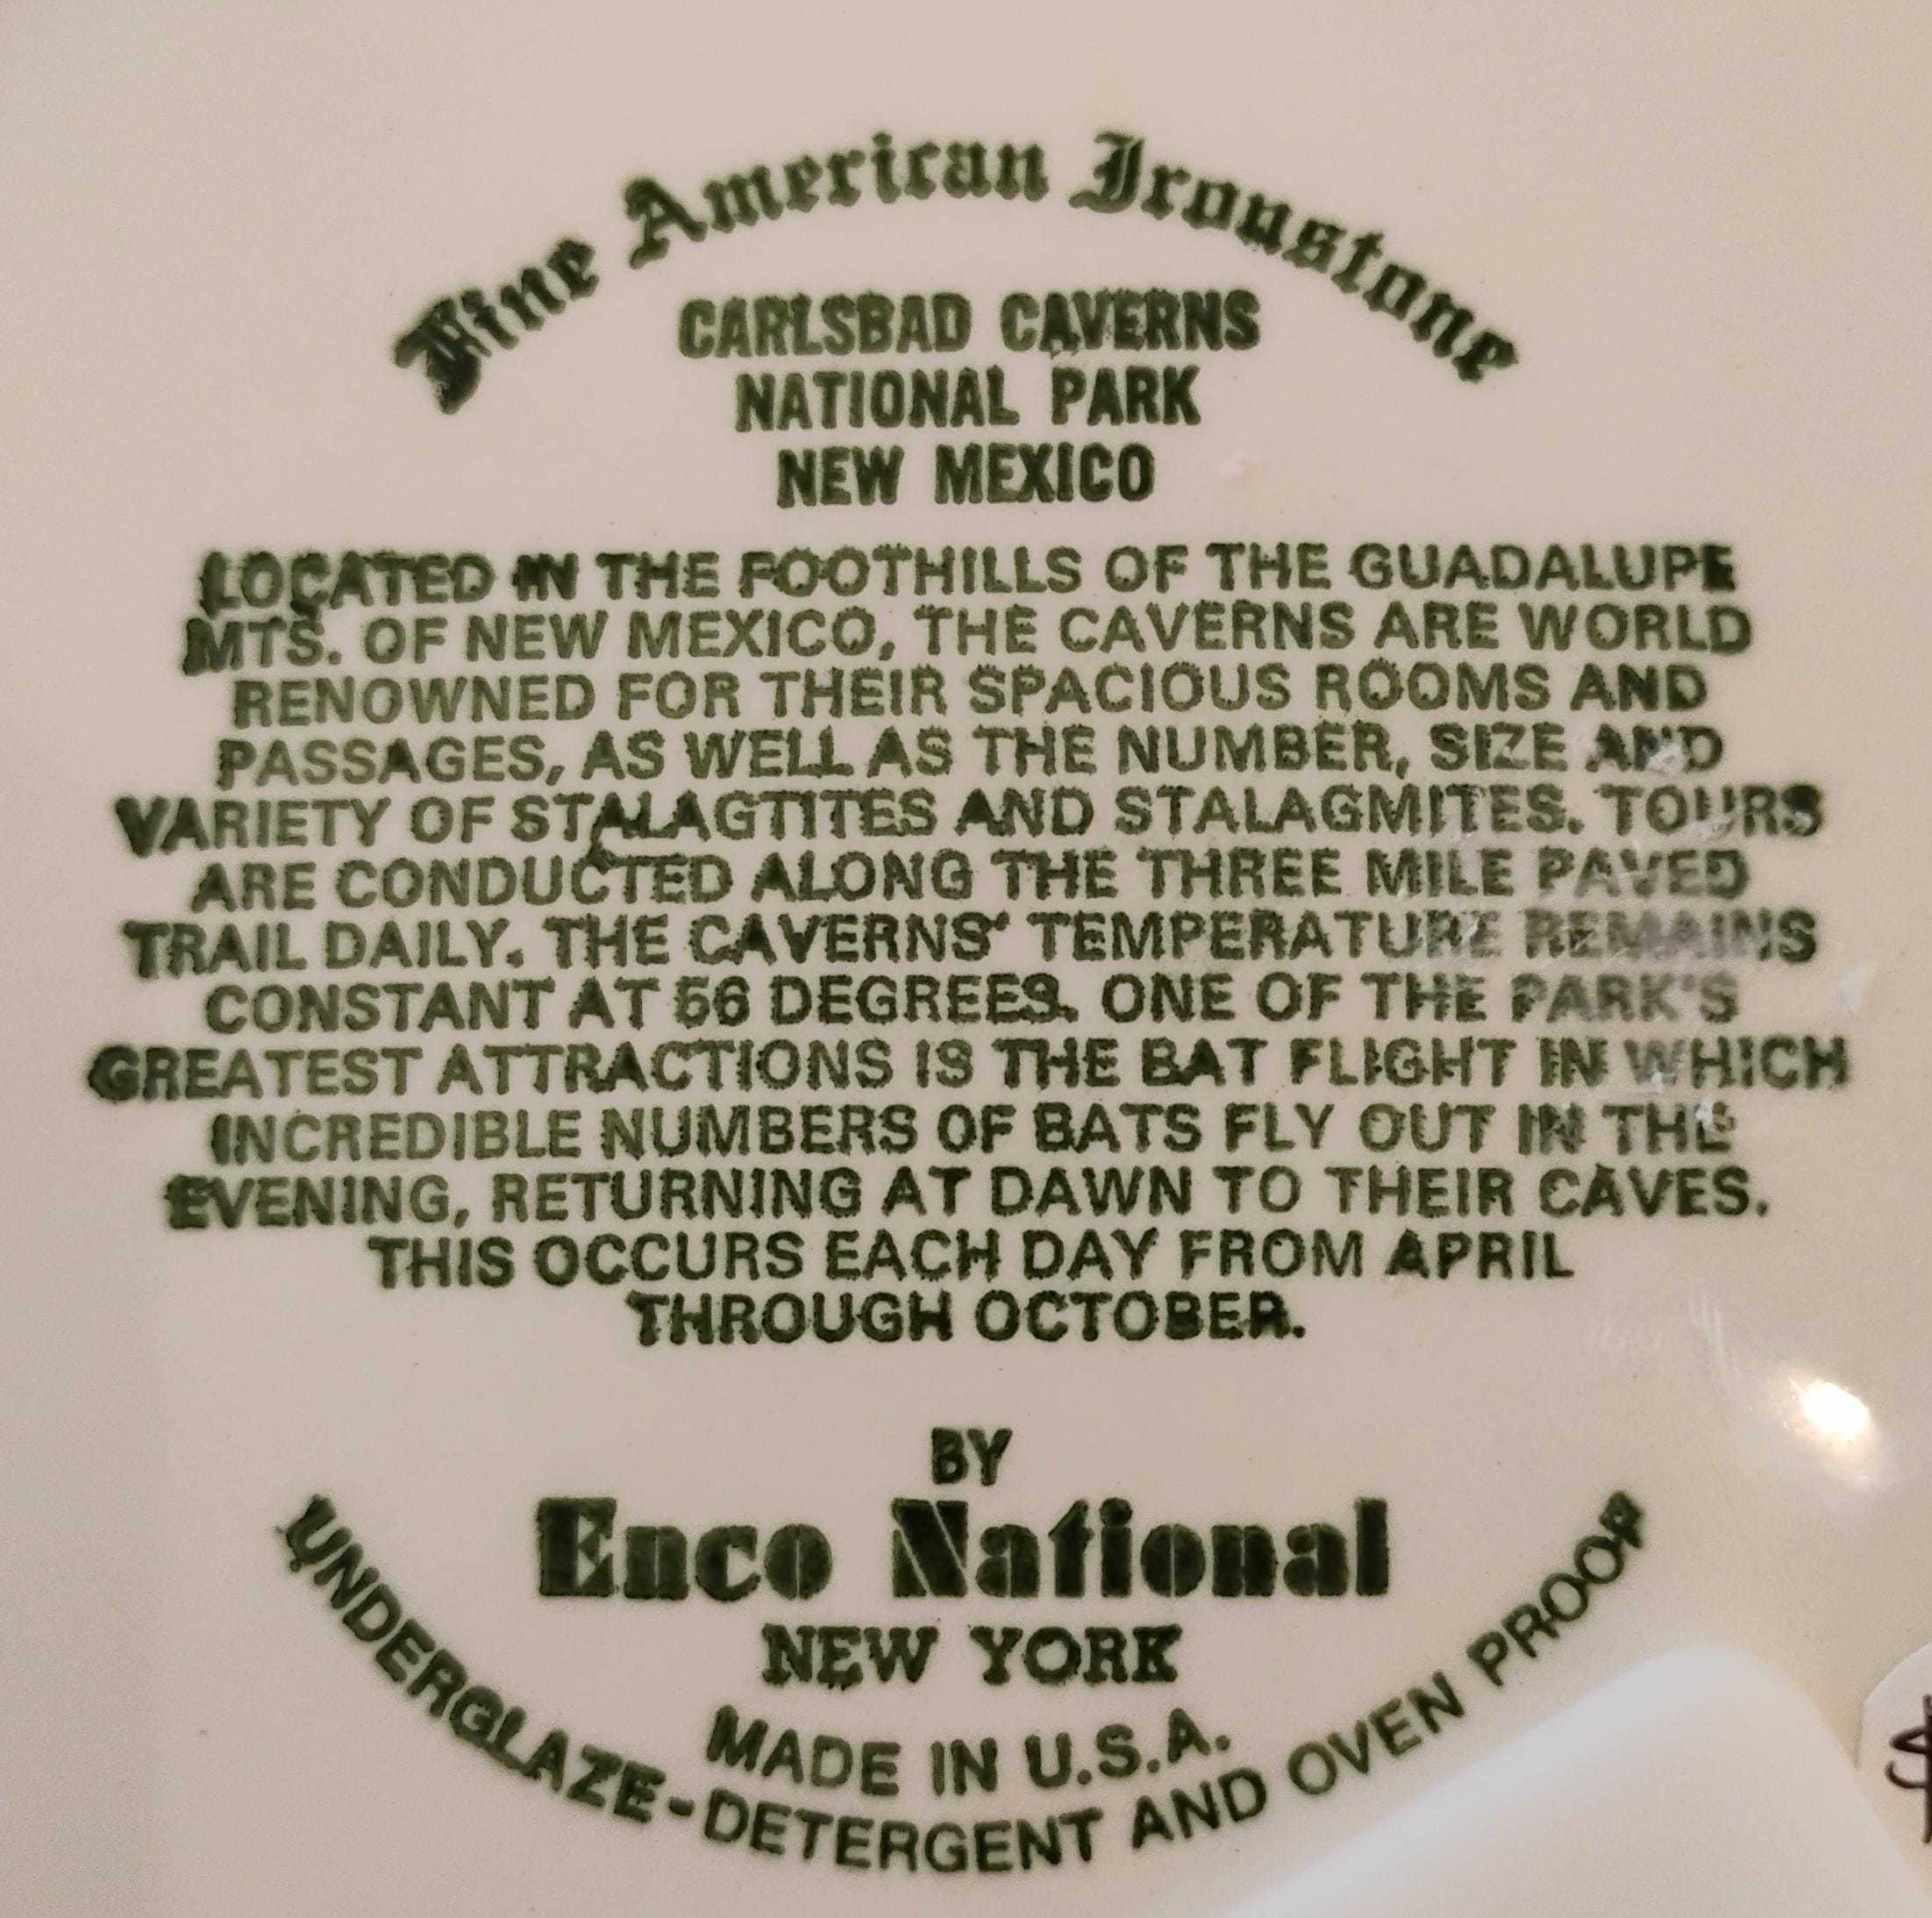 Fine American Ironstone
CARLSBAD CAVERNS
NATIONAL PARK
NEW MEXICO
LOCATED IN THE FOOTHILLS OF THE GUADALUPE
MTS. OF NEW MEXICO, THE CAVERNS ARE WORLD
RENOWNED FOR THEIR SPACIOUS ROOMS AND
PASSAGES, AS WELL AS THE NUMBER, SIZE AND
VARIETY OF STALAGTITES AND STALAGMITES. TOURS
ARE CONDUCTED ALONG THE THREE MILE PAVED
TRAIL DAILY. THE CAVERNS' TEMPERATURE REMAINS
CONSTANT AT 56 DEGREES. ONE OF THE PARK'S
GREATEST ATTRACTIONS IS THE BAT FLIGHT IN WHICH
INCREDIBLE NUMBERS OF BATS FLY OUT IN THE
EVENING, RETURNING AT DAWN TO THEIR CAVES.
THIS OCCURS EACH DAY FROM APRIL
THROUGH OCTOBER.
BY
Enco National
NEW YORK
MADE IN U.S.A.
UNDERGLAZE-DETERGENT AND OVEN PROOF
$